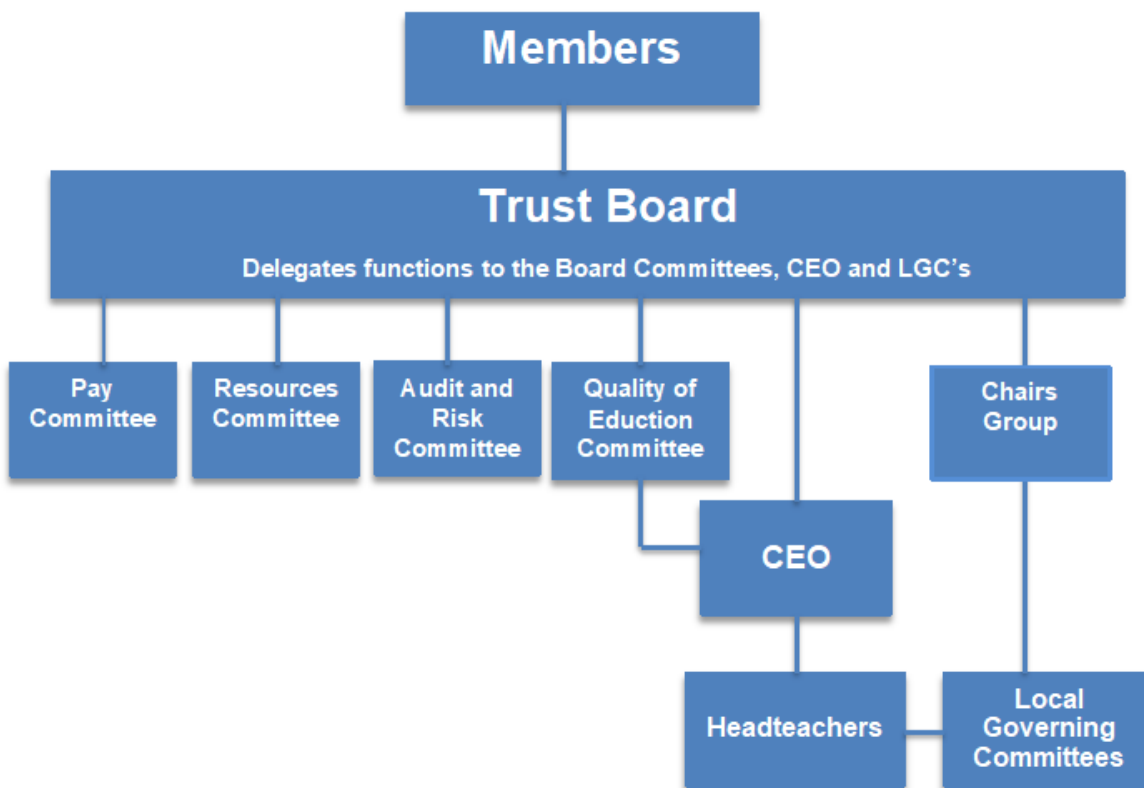 Members
Trust Board
Delegates functions to the Board Committees, CEO and LGC’s
Pay
Committee
Resources
Committee
Audit and
Risk
Committee
Quality of
Eduction
Committee
Chairs
Group
CEO
Headteachers
Local
Governing
Committees